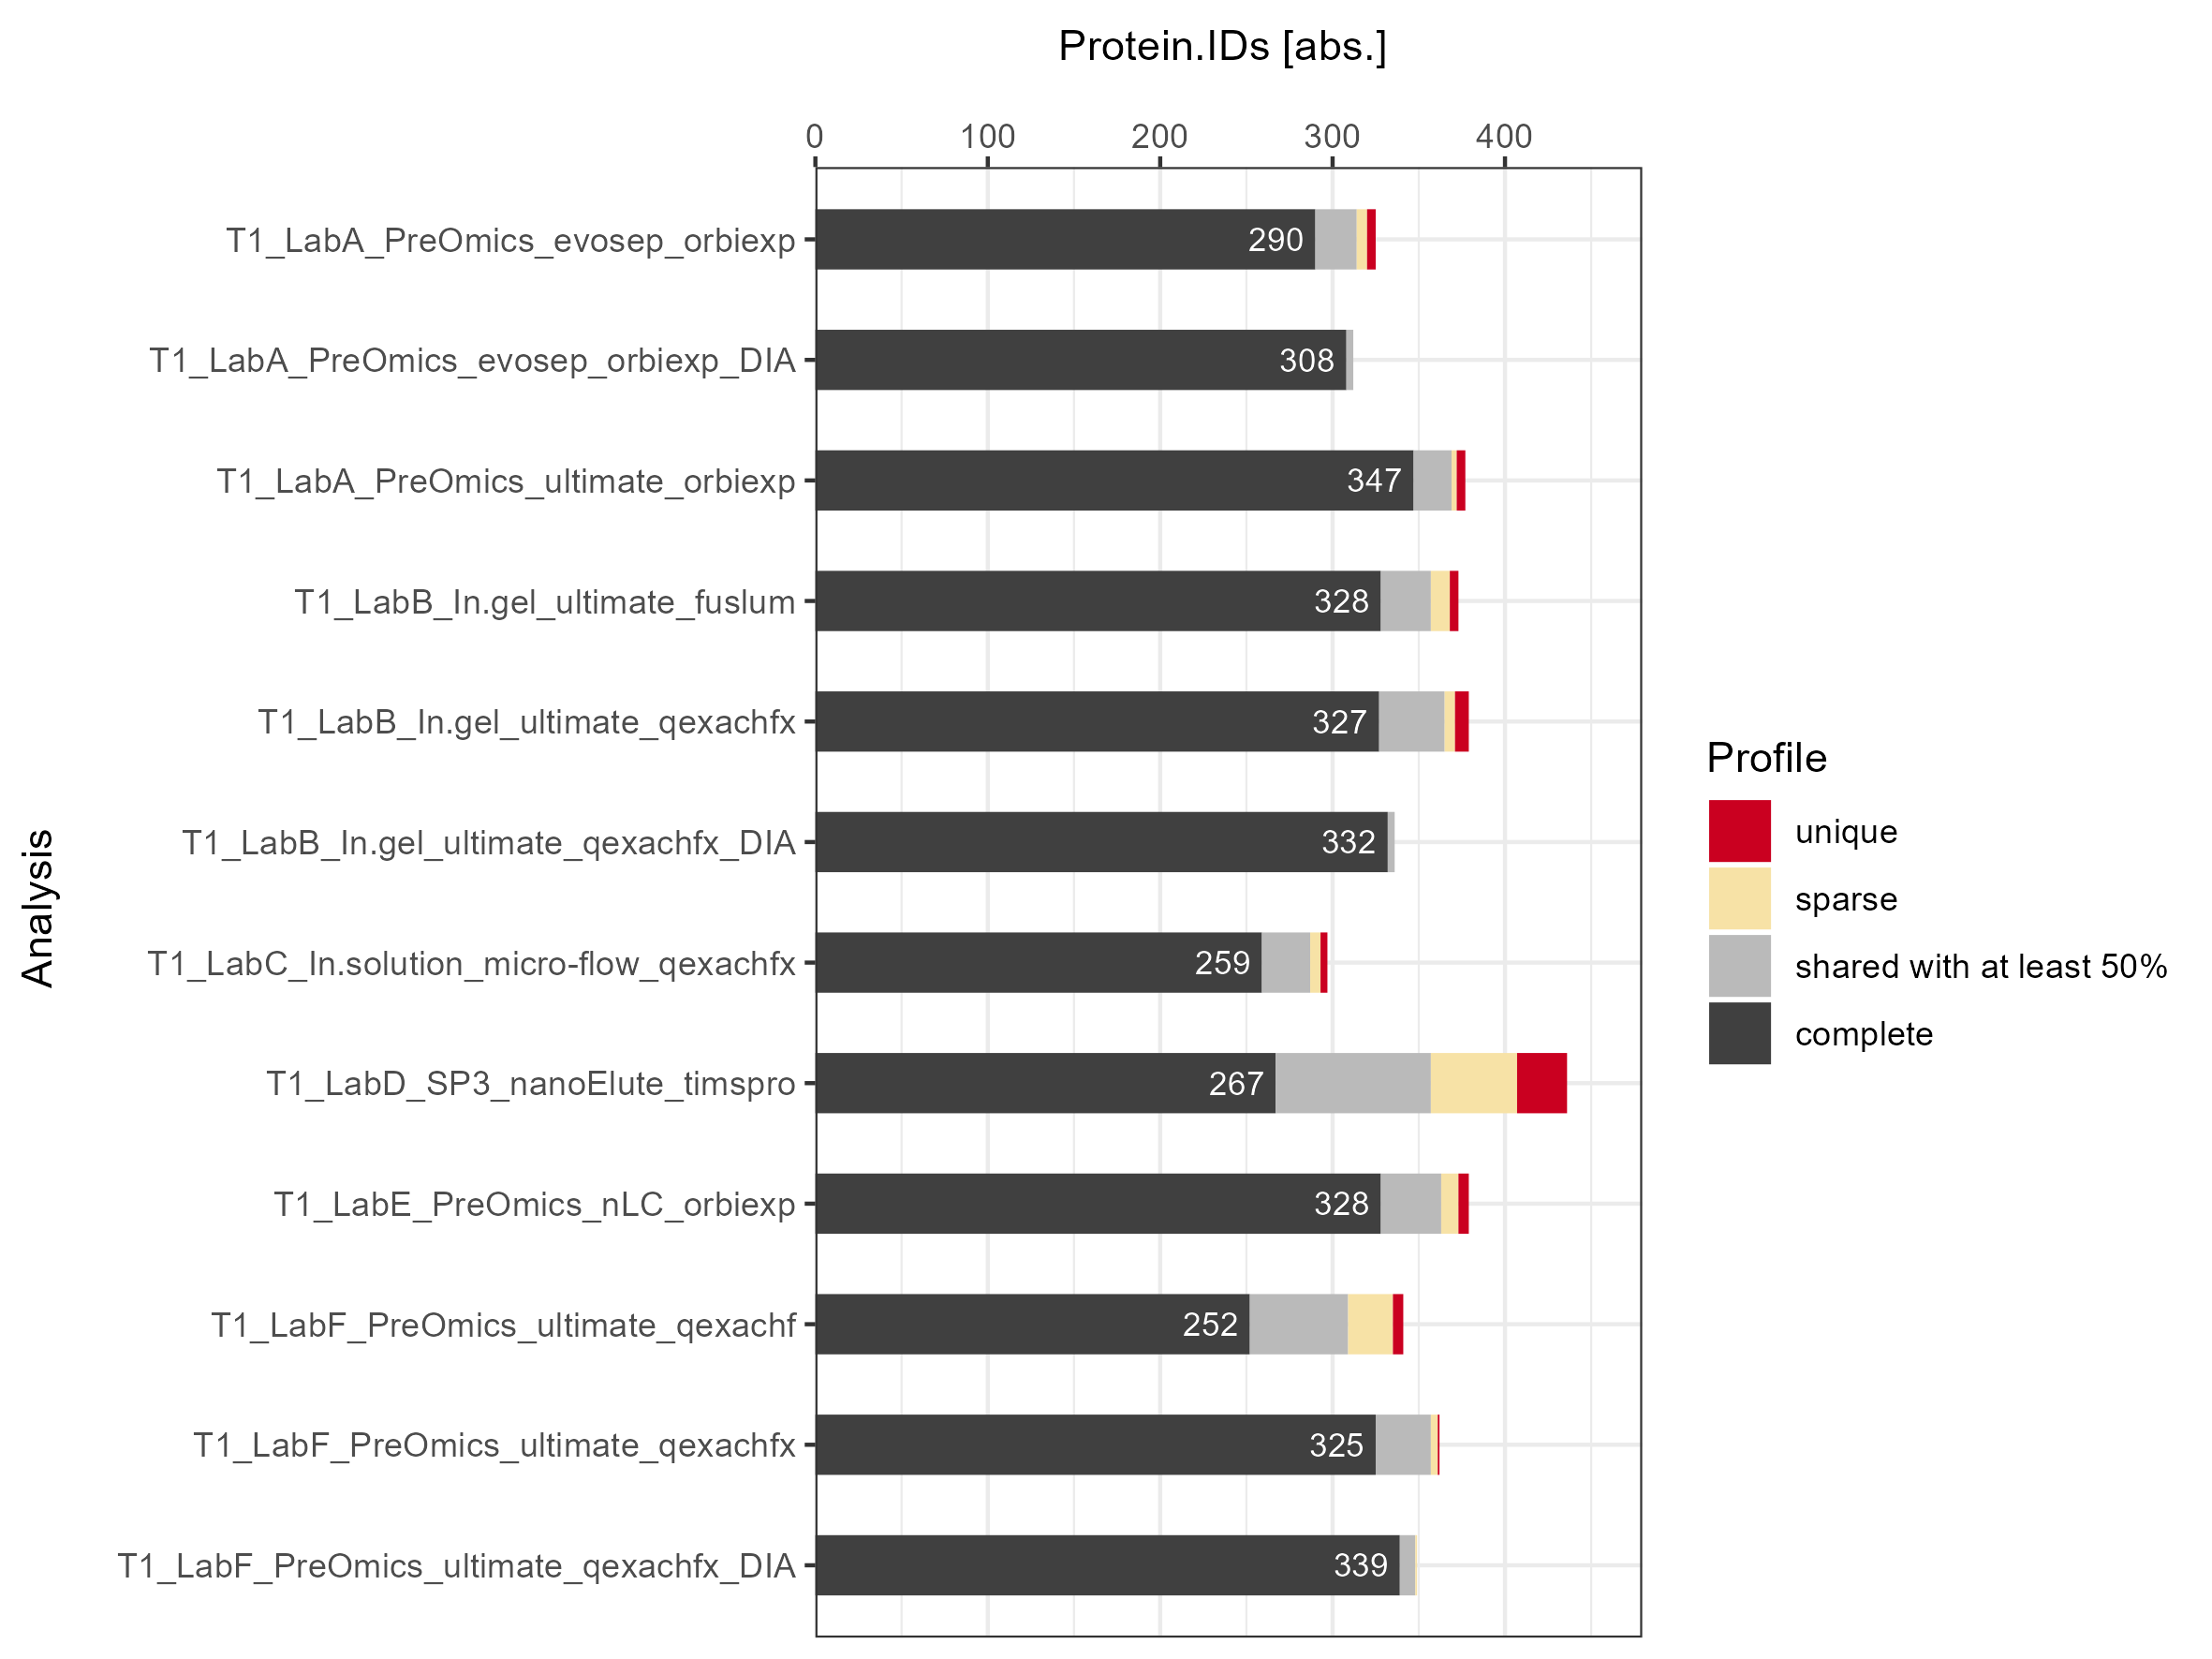 Protein.IDs [abs.]
0 100 200 300 400
T1_LabA_PreOmics_evosep_orbiexp 290
T1_LabA_PreOmics_evosep_orbiexp_DIA 308
T1_LabA_PreOmics_ultimate_orbiexp 347
T1_LabB_In.gel_ultimate_fuslum 328
T1_LabB_In.gel_ultimate_qexachfx 327
T1_LabB_In.gel_ultimate_qexachfx_DIA 332
T1_LabC_In.solution_micro-flow_qexachfx 259
T1_LabD_SP3_nanoElute_timspro 267
T1_LabE_PreOmics_nLC_orbiexp 328
T1_LabF_PreOmics_ultimate_qexachf 252
T1_LabF_PreOmics_ultimate_qexachfx 325
T1_LabF_PreOmics_ultimate_qexachfx_DIA 339
Analysis
Profile
unique
sparse
shared with at least 50%
complete